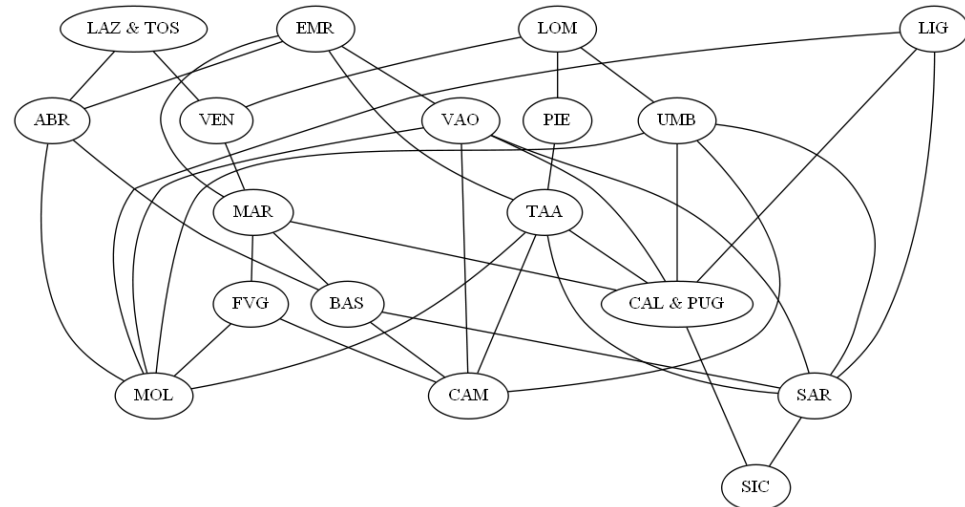 LAZ & TOS
EMR
LOM
LIG
ABR
VEN
VAO
PIE
UMB
MAR
TAA
FVG
BAS
CAL & PUG
MOL
CAM
SAR
SIC